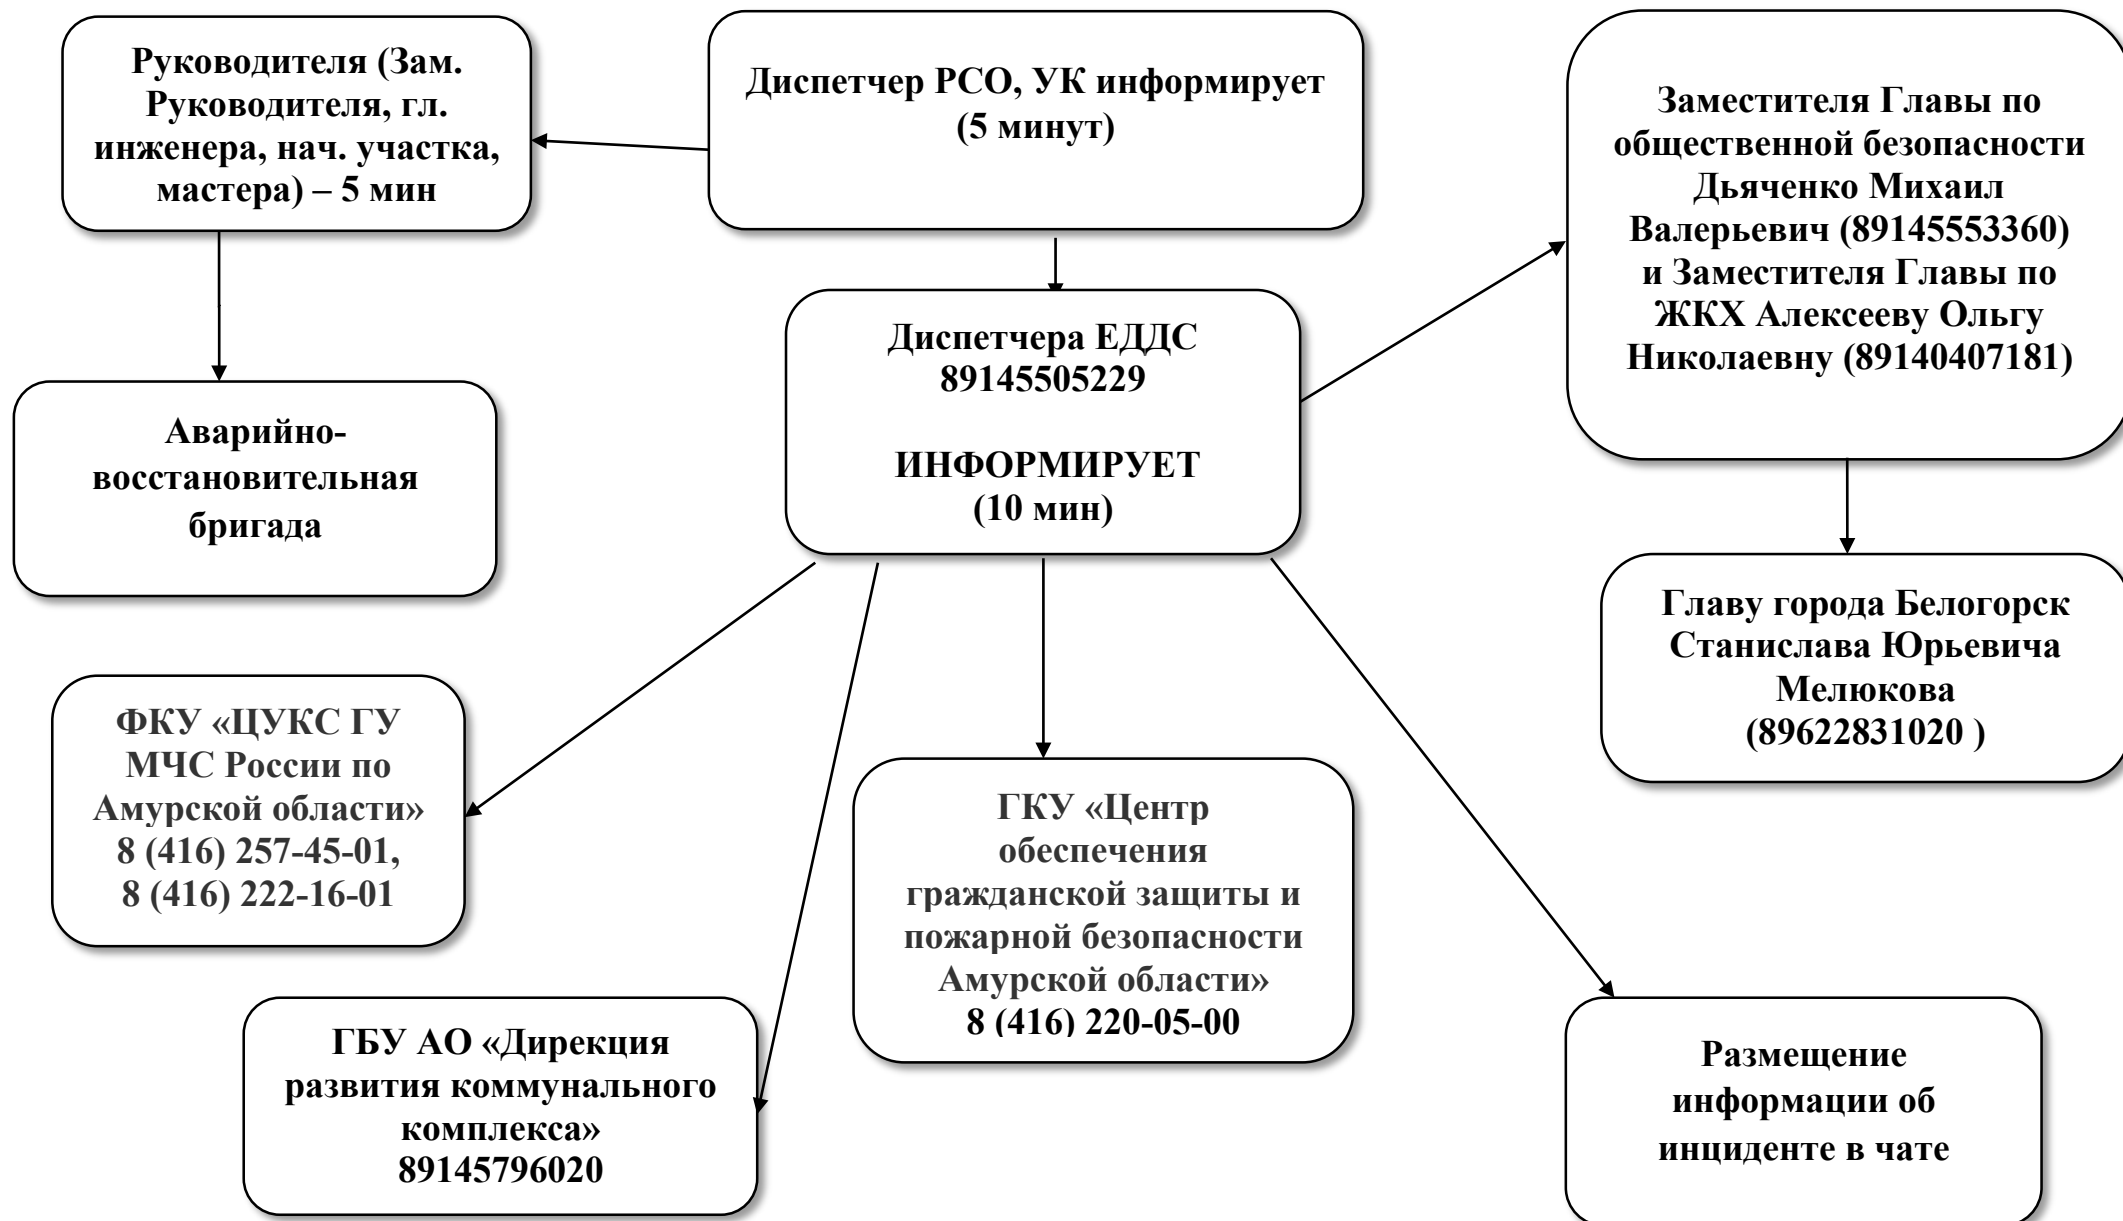 Руководителя (Зам.
Руководителя, гл.
инженера, нач. участка,
мастера) – 5 мин
Диспетчер РСО, УК информирует
(5 минут)
Заместителя Главы по
общественной безопасности
Дьяченко Михаил
Валерьевич (89145553360)
и Заместителя Главы по
ЖКХ Алексееву Ольгу
Николаевну (89140407181)
Диспетчера ЕДДС
89145505229
ИНФОРМИРУЕТ
(10 мин)
Аварийно-
восстановительная
бригада
Главу города Белогорск
Станислава Юрьевича
Мелюкова
(89622831020 )
ФКУ «ЦУКС ГУ
МЧС России по
Амурской области»
8 (416) 257-45-01,
8 (416) 222-16-01
ГКУ «Центр
обеспечения
гражданской защиты и
пожарной безопасности
Амурской области»
8 (416) 220-05-00
ГБУ АО «Дирекция
развития коммунального
комплекса»
89145796020
Размещение
информации об
инциденте в чате